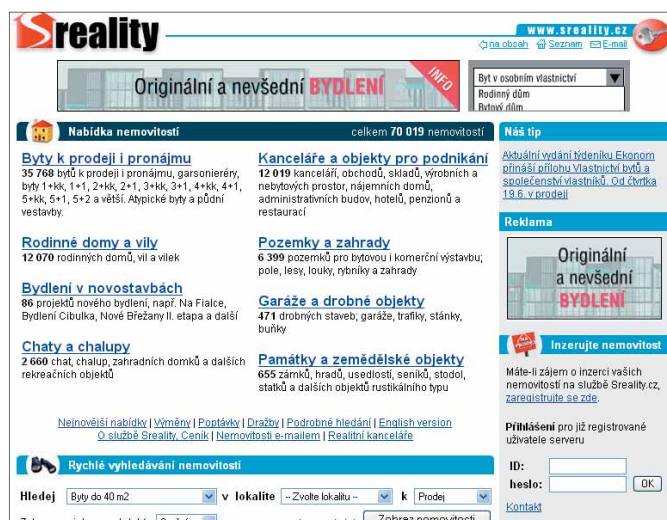 Sreality
www.sreality.cz
na obsah Seznam E-mail
Originální a nevšední BYDLENÍ
INFO
Byt v osobním vlastnictví
Rodinný dům
Bytový dům
Nabídka nemovitostí celkem 70 019 nemovitostí
Byty k prodeji i pronájmu
35 768 bytů k prodeji i pronájmu, garsonieréry,
byty 1+kk, 1+1, 2+kk, 2+1, 3+kk, 3+1, 4+kk, 4+1,
5+kk, 5+1, 5+2 a větší. Atypické byty a půdní
vestavby.
Rodinné domy a vily
12 070 rodinných domů, vil a vilek
Bydlení v novostavbách
86 projektů nového bydlení, např. Na Fialce,
Bydlení Cibulka, Nové Břežany II. etapa a další
Chaty a chalupy
2 660 chat, chalup, zahradních domků a dalších
rekreačních objektů
Kanceláře a objekty pro podnikání
12 019 kanceláří, obchodů, skladů, výrobních a
nebytových prostor, nájemních domů,
administrativních budov, hotelů, penzionů a
restaurací
Pozemky a zahrady
6 399 pozemků pro bytovou i komerční výstavbu;
pole, lesy, louky, rybníky a zahrady
Garáže a drobné objekty
471 drobných staveb; garáže, trafiky, stánky,
buňky
Památky a zemědělské objekty
655 zámků, hradů, usedlostí, seníků, stodol,
statků a dalších objektů rustikálního typu
Nejnovější nabídky | Výměny | Poptávky | Dražby | Podrobné hledání | English version
O službě Sreality, Ceník | Nemovitosti e-mailem | Realitní kanceláře
Rychlé vyhledávání nemovitostí
Hledej Byty do 40 m2 v lokalite -- Zvolte lokalitu -- k Prodej
Zobraz nemovitosti
Náš tip
Aktuální vydání týdeníku Ekonom
přináší přílohu Vlastnictví bytů a
společenství vlastníků. Od čtvrtka
19.6. v prodeji
Reklama
Originální
a nevšední
BYDLENÍ
Inzerujte nemovitost
Máte-li zájem o inzerci vašich
nemovitostí na službě Sreality.cz,
zaregistrujte se zde.
Přihlášení pro již registrované
uživatele serveru
ID:
heslo: OK
Kontakt